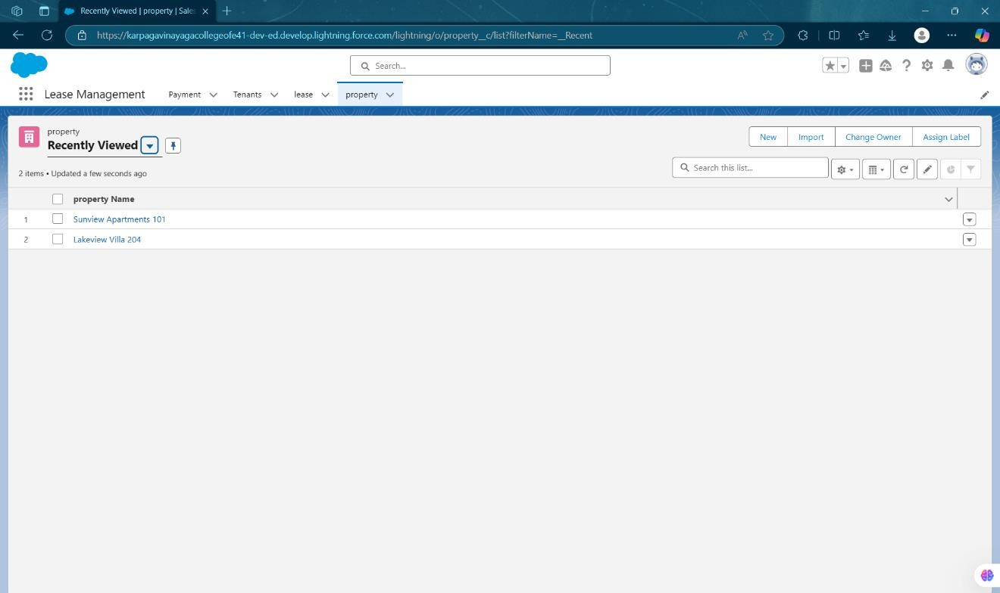 Recently Viewed | property | Sales
https://karpagavinayagacollegeofe41-dev-ed.develop.lightning.force.com/lightning/o/property__c/list?filterName=__Recent
Search...
Lease Management Payment Tenants lease property
property
Recently Viewed
New Import Change Owner Assign Label
2 items • Updated a few seconds ago
Search this list...
property Name
1 Sunview Apartments 101
2 Lakeview Villa 204